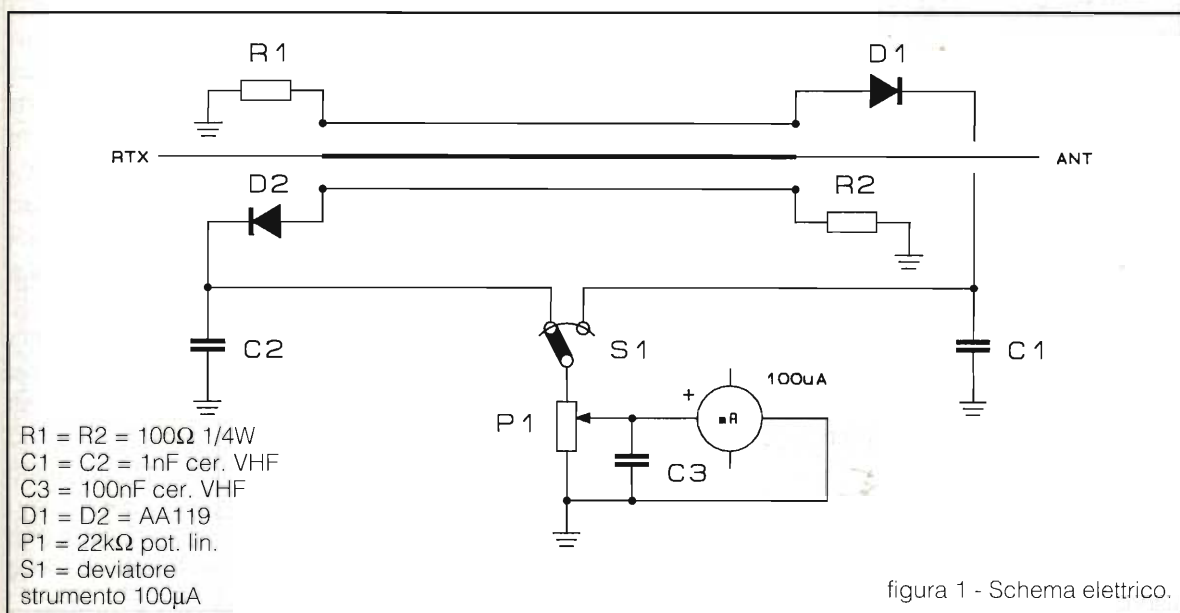 R1
D1
RTX
ANT
D2
R2
C2
S1
C1
100uA
+
mA
P1
C3
R1 = R2 = 100Ω 1/4W
C1 = C2 = 1nF cer. VHF
C3 = 100nF cer. VHF
D1 = D2 = AA119
P1 = 22kΩ pot. lin.
S1 = deviatore
strumento 100µA
figura 1 - Schema elettrico.